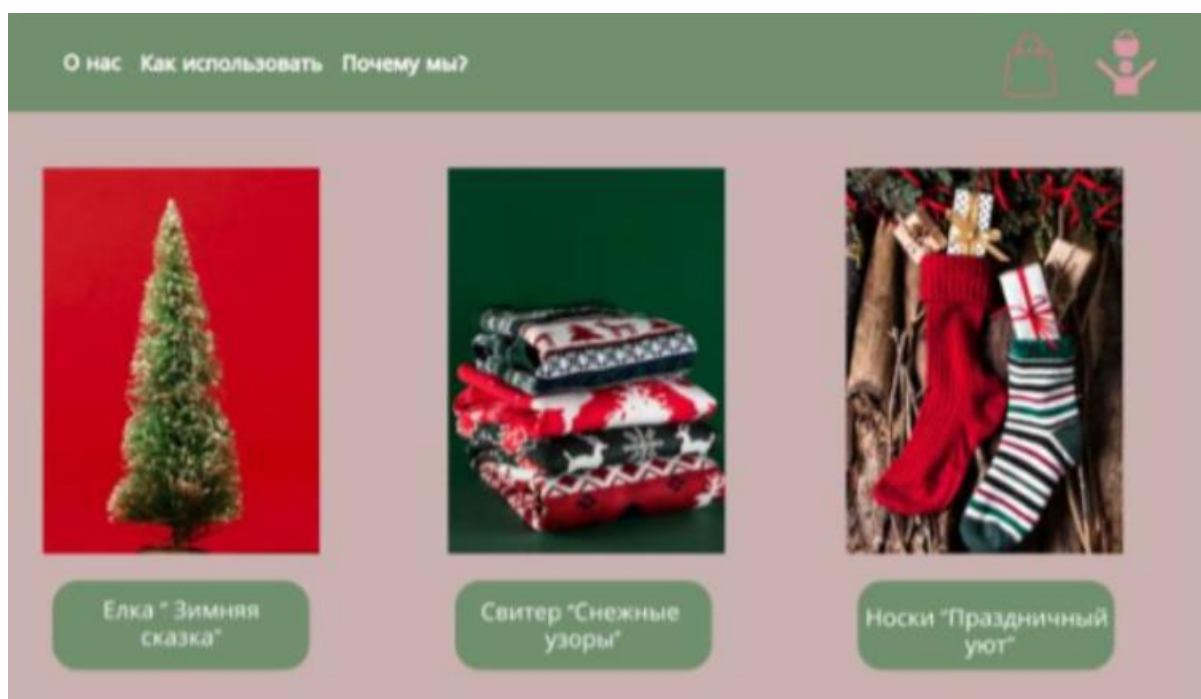 О нас Как использовать Почему мы?
Елка “ Зимняя
сказка”
Свитер “Снежные
узоры”
Носки “Праздничный
уют”